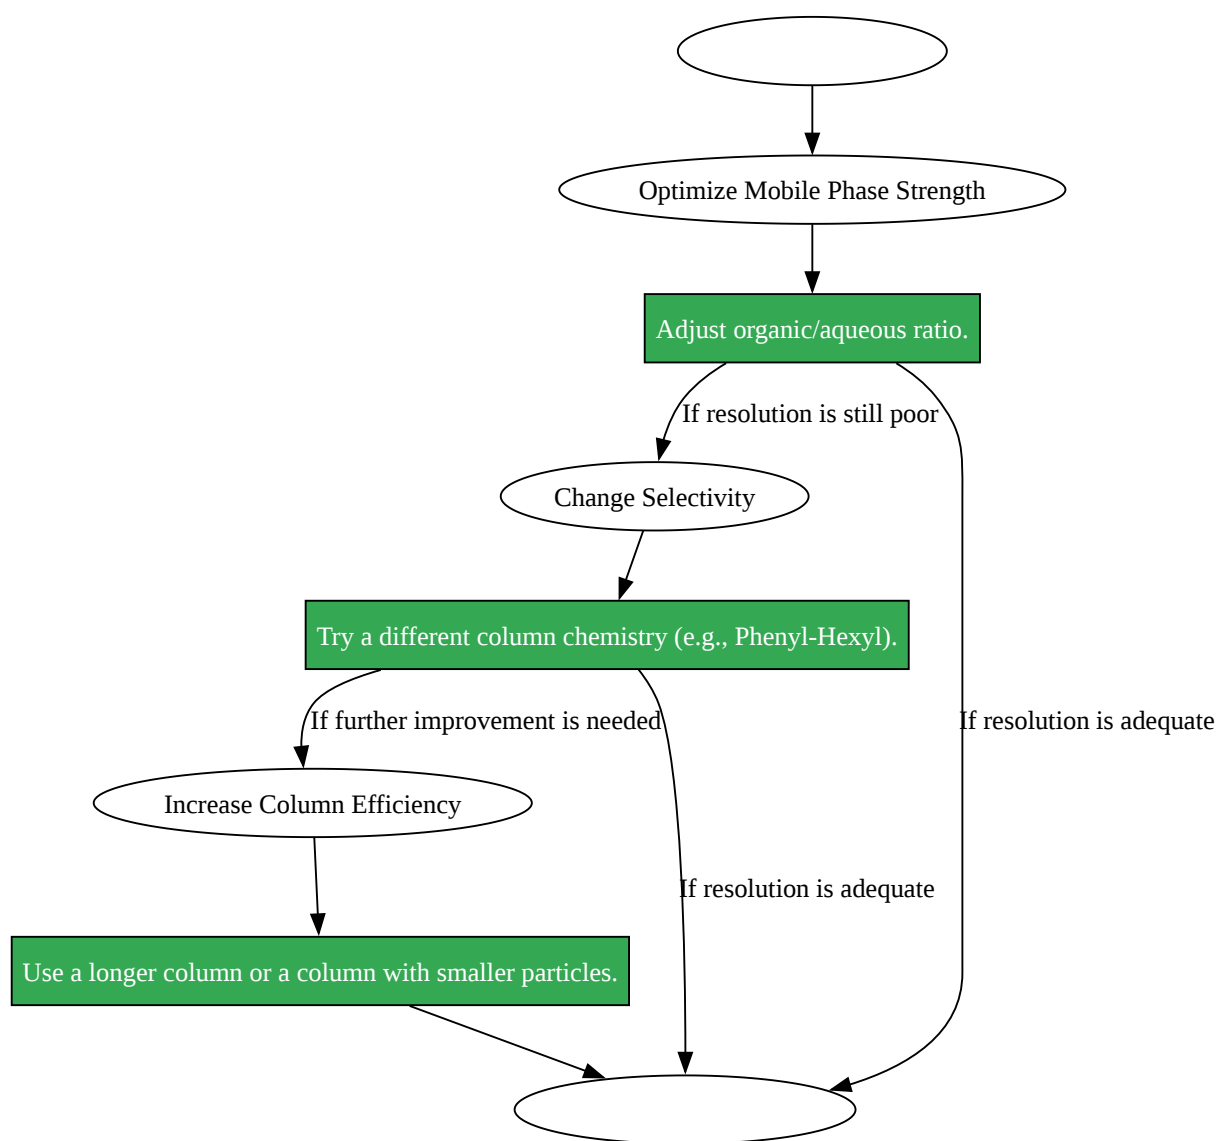 Optimize Mobile Phase Strength
Adjust organic/aqueous ratio.
If resolution is still poor
Change Selectivity
Try a different column chemistry (e.g., Phenyl-Hexyl).
If further improvement is needed
If resolution is adequate
Increase Column Efficiency
If resolution is adequate
Use a longer column or a column with smaller particles.